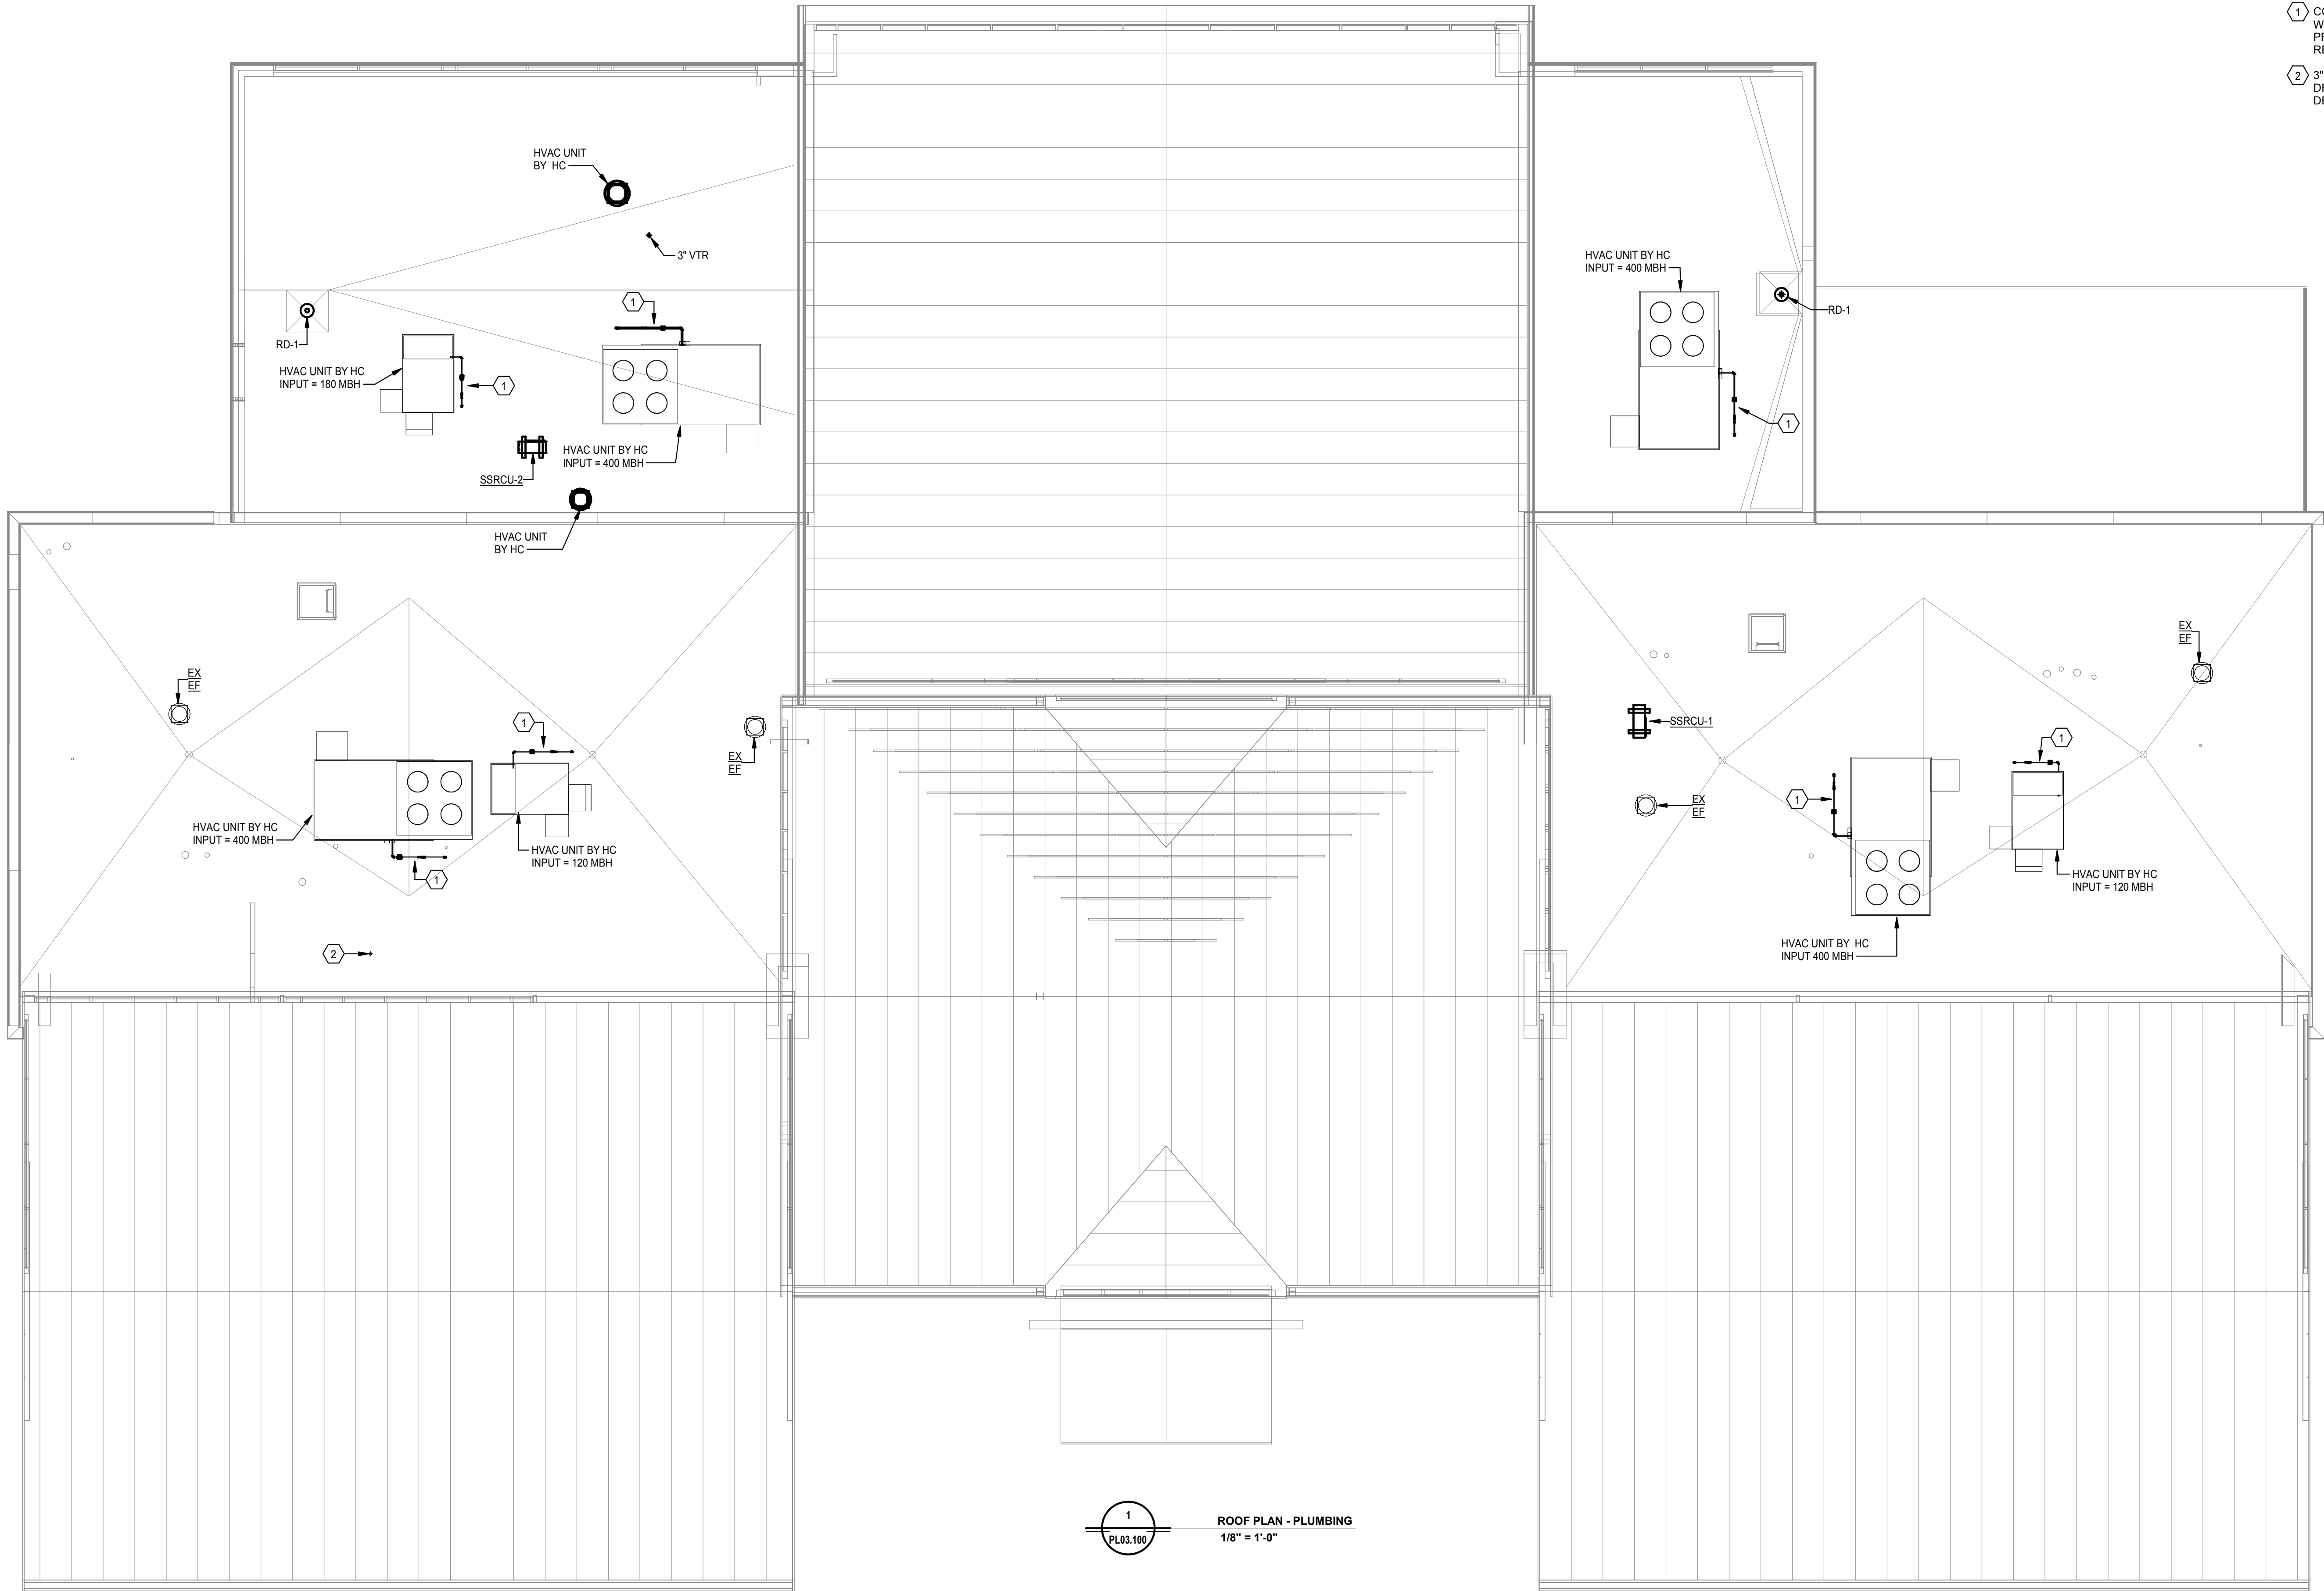 1
2 3"
HVAC UNIT
BY HC
3" VTR
1
RD-1
HVAC UNIT BY HC
INPUT = 180 MBH
1
HVAC UNIT BY HC
INPUT = 400 MBH
SSRCU-2
HVAC UNIT
BY HC
HVAC UNIT BY HC
INPUT = 400 MBH
RD-1
1
EX
EF
1
EX
EF
HVAC UNIT BY HC
INPUT = 400 MBH
HVAC UNIT BY HC
INPUT = 120 MBH
1
2
EX
EF
SSRCU-1
1
1
EX
EF
HVAC UNIT BY HC
INPUT = 120 MBH
HVAC UNIT BY HC
INPUT 400 MBH
1
PL03.100
ROOF PLAN - PLUMBING
1/8" = 1'-0"